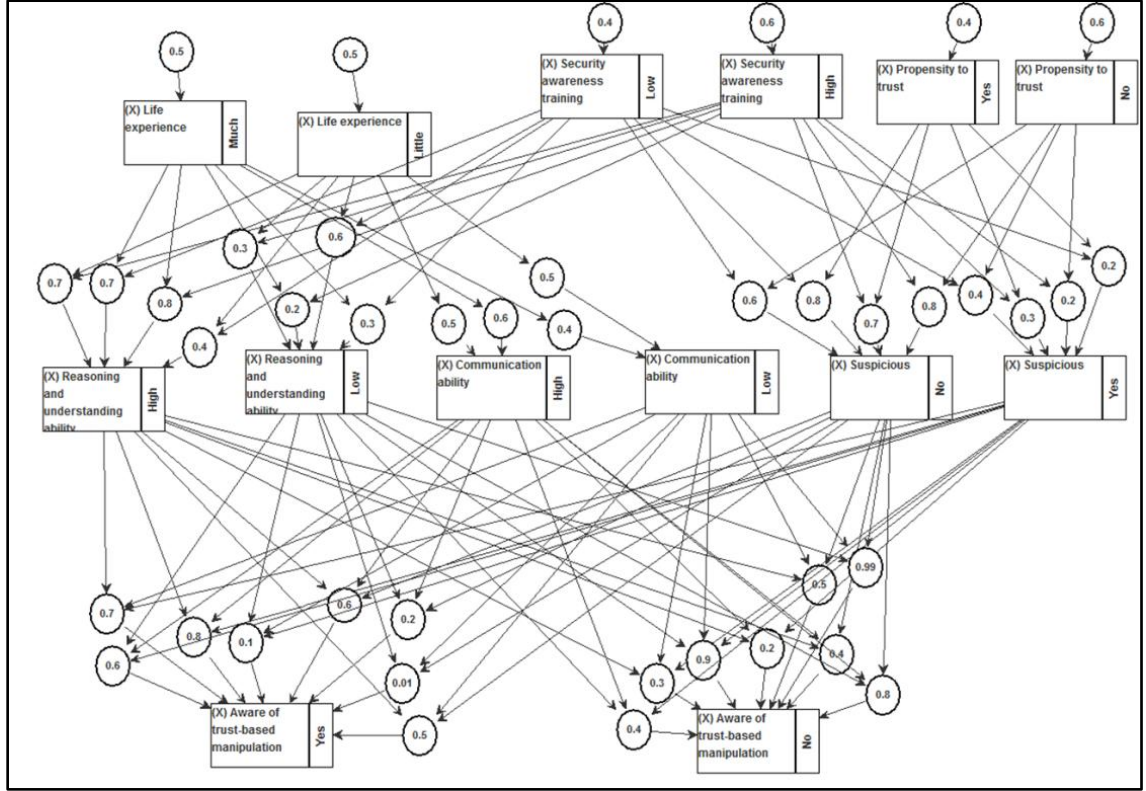 0.4
0.6
0.4
0.6
0.5
0.5
(X) Security
awareness
training
Low
(X) Security
awareness
training
High
(X) Propensity to
trust
Yes
(X) Propensity to
trust
No
(X) Life
experience
Much
(X) Life experience
Little
0.3
0.6
0.7
0.7
0.8
0.2
0.3
0.4
0.5
0.6
0.5
0.4
0.6
0.8
0.7
0.8
0.4
0.3
0.2
0.2
(X) Reasoning
and
understanding
ability
High
(X) Reasoning
and
understanding
ability
Low
(X) Communication
ability
High
(X) Communication
ability
Low
(X) Suspicious
No
(X) Suspicious
Yes
0.7
0.6
0.8
0.1
0.6
0.2
0.01
0.5
0.5
0.99
0.9
0.2
0.4
0.3
0.8
0.4
(X) Aware of
trust-based
manipulation
Yes
(X) Aware of
trust-based
manipulation
No